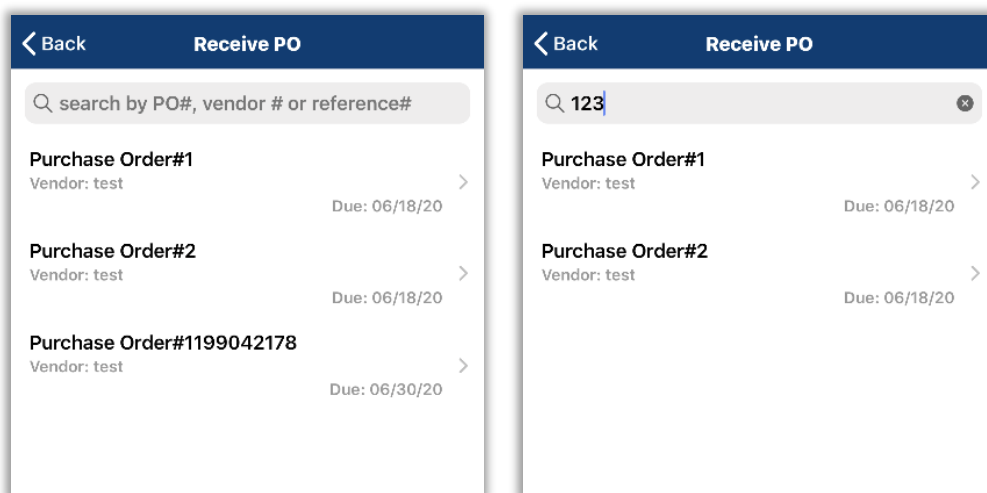 Back
Receive PO
search by PO#, vendor # or reference#
Purchase Order#1
Vendor: test
Due: 06/18/20
Purchase Order#2
Vendor: test
Due: 06/18/20
Purchase Order#1199042178
Vendor: test
Due: 06/30/20
Back
Receive PO
123
Purchase Order#1
Vendor: test
Due: 06/18/20
Purchase Order#2
Vendor: test
Due: 06/18/20